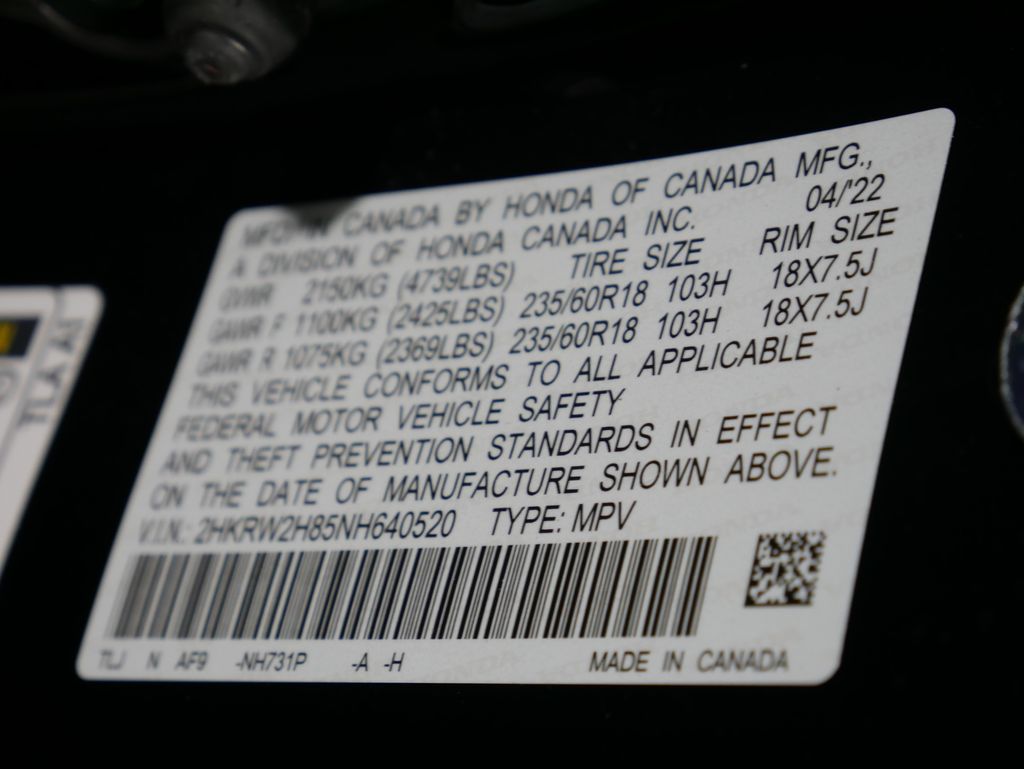 MFD. IN CANADA BY HONDA OF CANADA MFG.,
A DIVISION OF HONDA CANADA INC. 04/'22
GVWR 2150KG (4739LBS) TIRE SIZE RIM SIZE
GAWR F 1100KG (2425LBS) 235/60R18 103H 18X7.5J
GAWR R 1075KG (2369LBS) 235/60R18 103H 18X7.5J
THIS VEHICLE CONFORMS TO ALL APPLICABLE
FEDERAL MOTOR VEHICLE SAFETY
AND THEFT PREVENTION STANDARDS IN EFFECT
ON THE DATE OF MANUFACTURE SHOWN ABOVE.
V.I.N.: 2HKRW2H85NH640520 TYPE: MPV
TLJ N AF9 -NH731P -A -H MADE IN CANADA
TLA